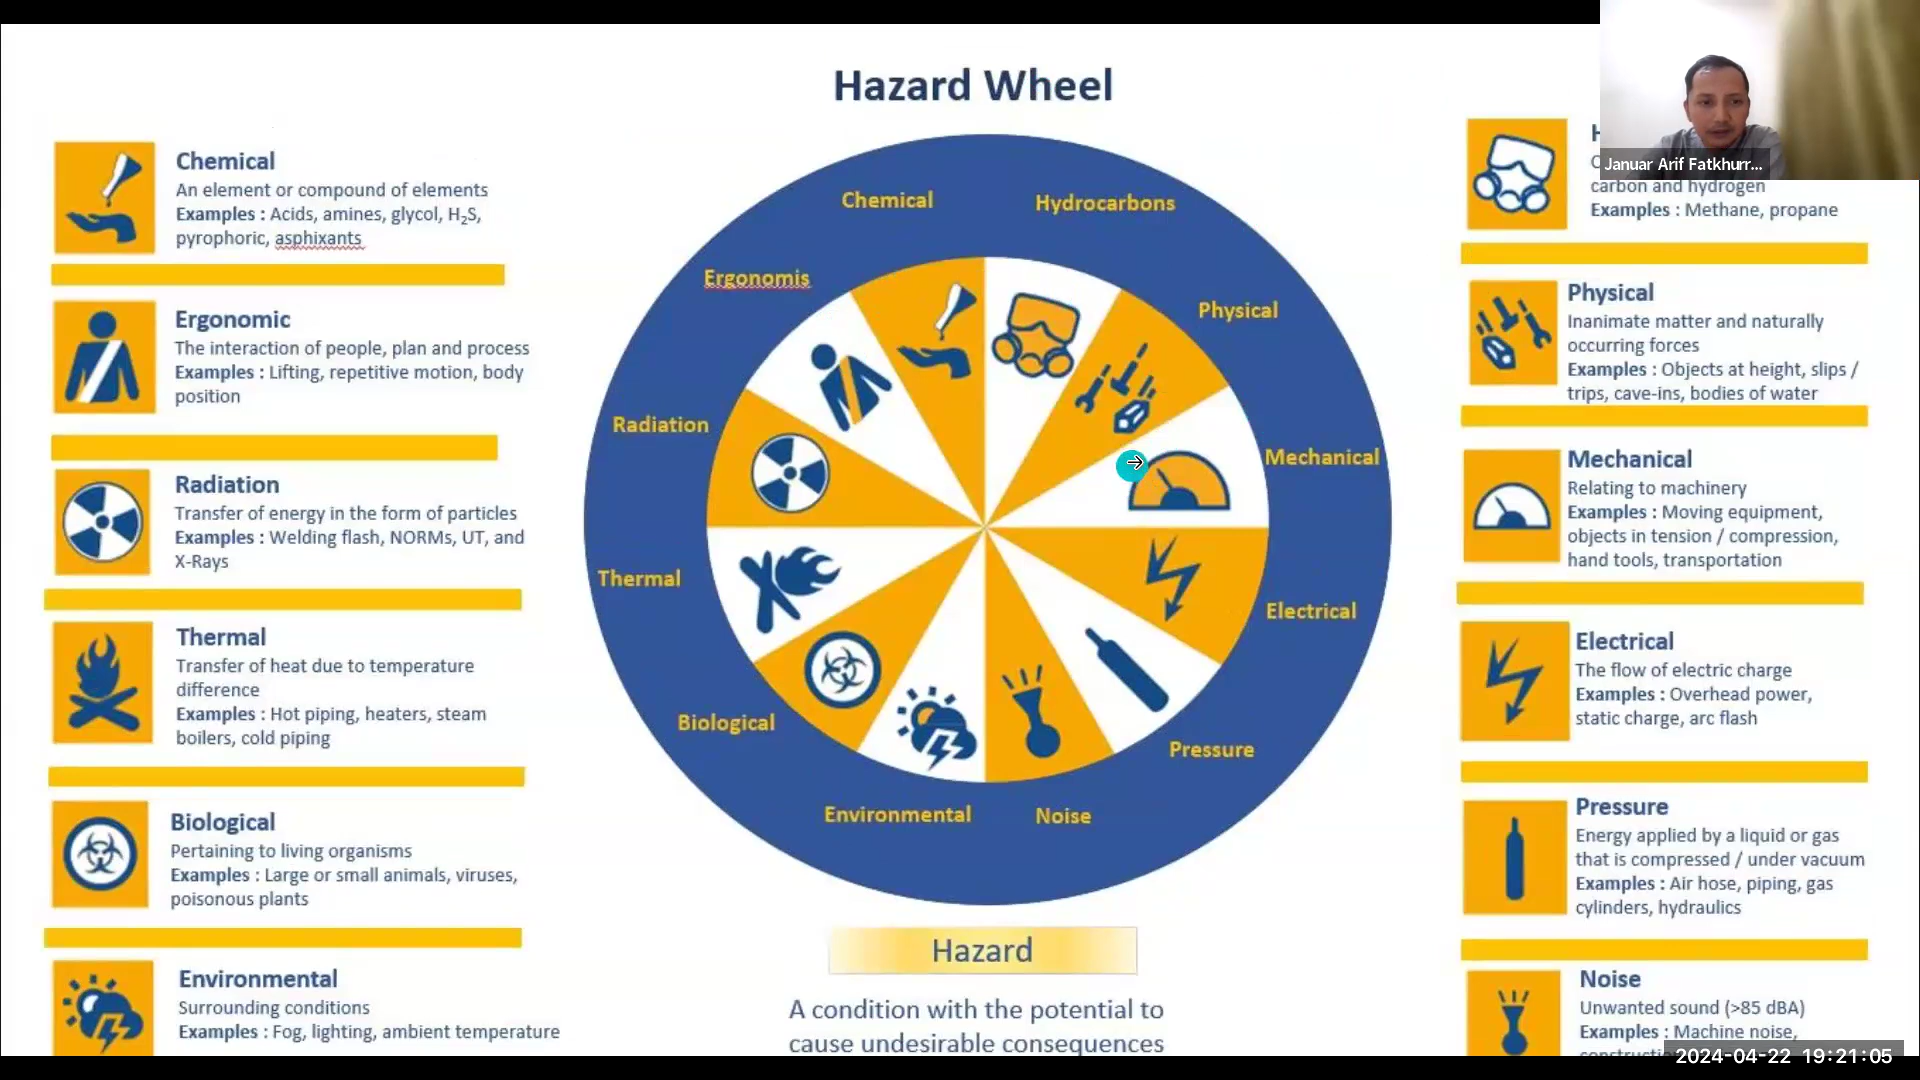 Hazard Wheel
Januar Arif Fatkhurr...
Chemical
An element or compound of elements
Examples : Acids, amines, glycol, H₂S,
pyrophoric, asphixants
Ergonomic
The interaction of people, plan and process
Examples : Lifting, repetitive motion, body
position
Radiation
Transfer of energy in the form of particles
Examples : Welding flash, NORMs, UT, and
X-Rays
Thermal
Transfer of heat due to temperature
difference
Examples : Hot piping, heaters, steam
boilers, cold piping
Biological
Pertaining to living organisms
Examples : Large or small animals, viruses,
poisonous plants
Environmental
Surrounding conditions
Examples : Fog, lighting, ambient temperature
Chemical
Hydrocarbons
Ergonomis
Physical
Radiation
Mechanical
Thermal
Electrical
Biological
Pressure
Environmental
Noise
Hazard
A condition with the potential to
cause undesirable consequences
carbon and hydrogen
Examples : Methane, propane
Physical
Inanimate matter and naturally
occurring forces
Examples : Objects at height, slips /
trips, cave-ins, bodies of water
Mechanical
Relating to machinery
Examples : Moving equipment,
objects in tension / compression,
hand tools, transportation
Electrical
The flow of electric charge
Examples : Overhead power,
static charge, arc flash
Pressure
Energy applied by a liquid or gas
that is compressed / under vacuum
Examples : Air hose, piping, gas
cylinders, hydraulics
Noise
Unwanted sound (>85 dBA)
Examples : Machine noise,
2024-04-22 19:21:05